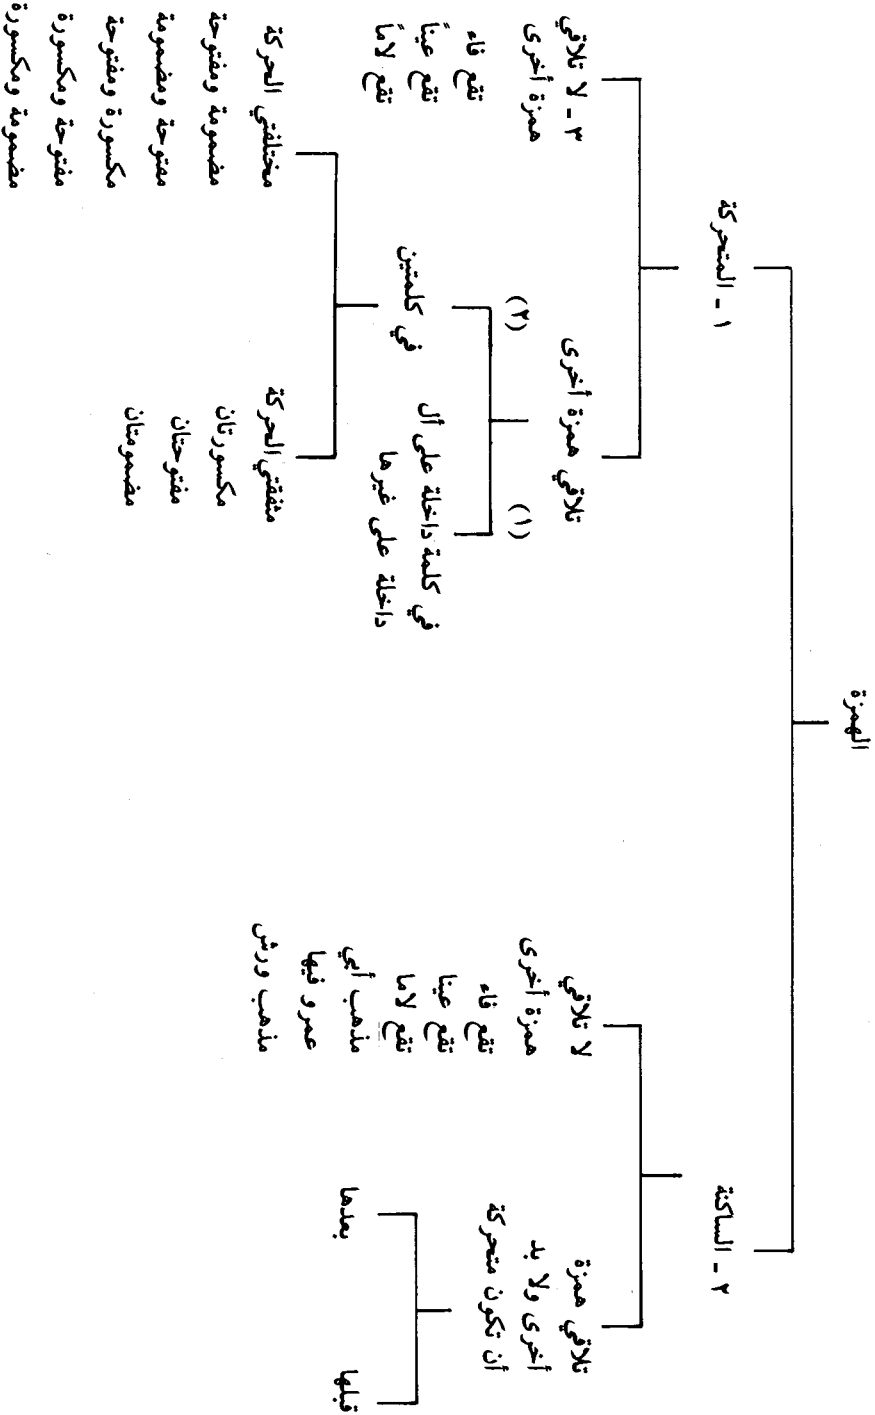 الهمزة
٢ - الساكنة
تلاقي همزة
أخرى ولا بد
أن تكون متحركة
قبلها
بعدها
لا تلاقي
همزة أخرى
تقع فاء
تقع عينا
تقع لاما
مذهب أبي
عمرو فيها
مذهب ورش
١ - المتحركة
تلاقي همزة أخرى
(١)
في كلمة داخلة على أل
داخلة على غيرها
(٢)
في كلمتين
متفقتي الحركة
مكسورتان
مفتوحتان
مضمومتان
مختلفتي الحركة
مضمومة ومفتوحة
مفتوحة ومضمومة
مكسورة ومفتوحة
مفتوحة ومكسورة
مضمومة ومكسورة
٣ - لا تلاقي
همزة أخرى
تقع فاء
تقع عيناً
تقع لاماً